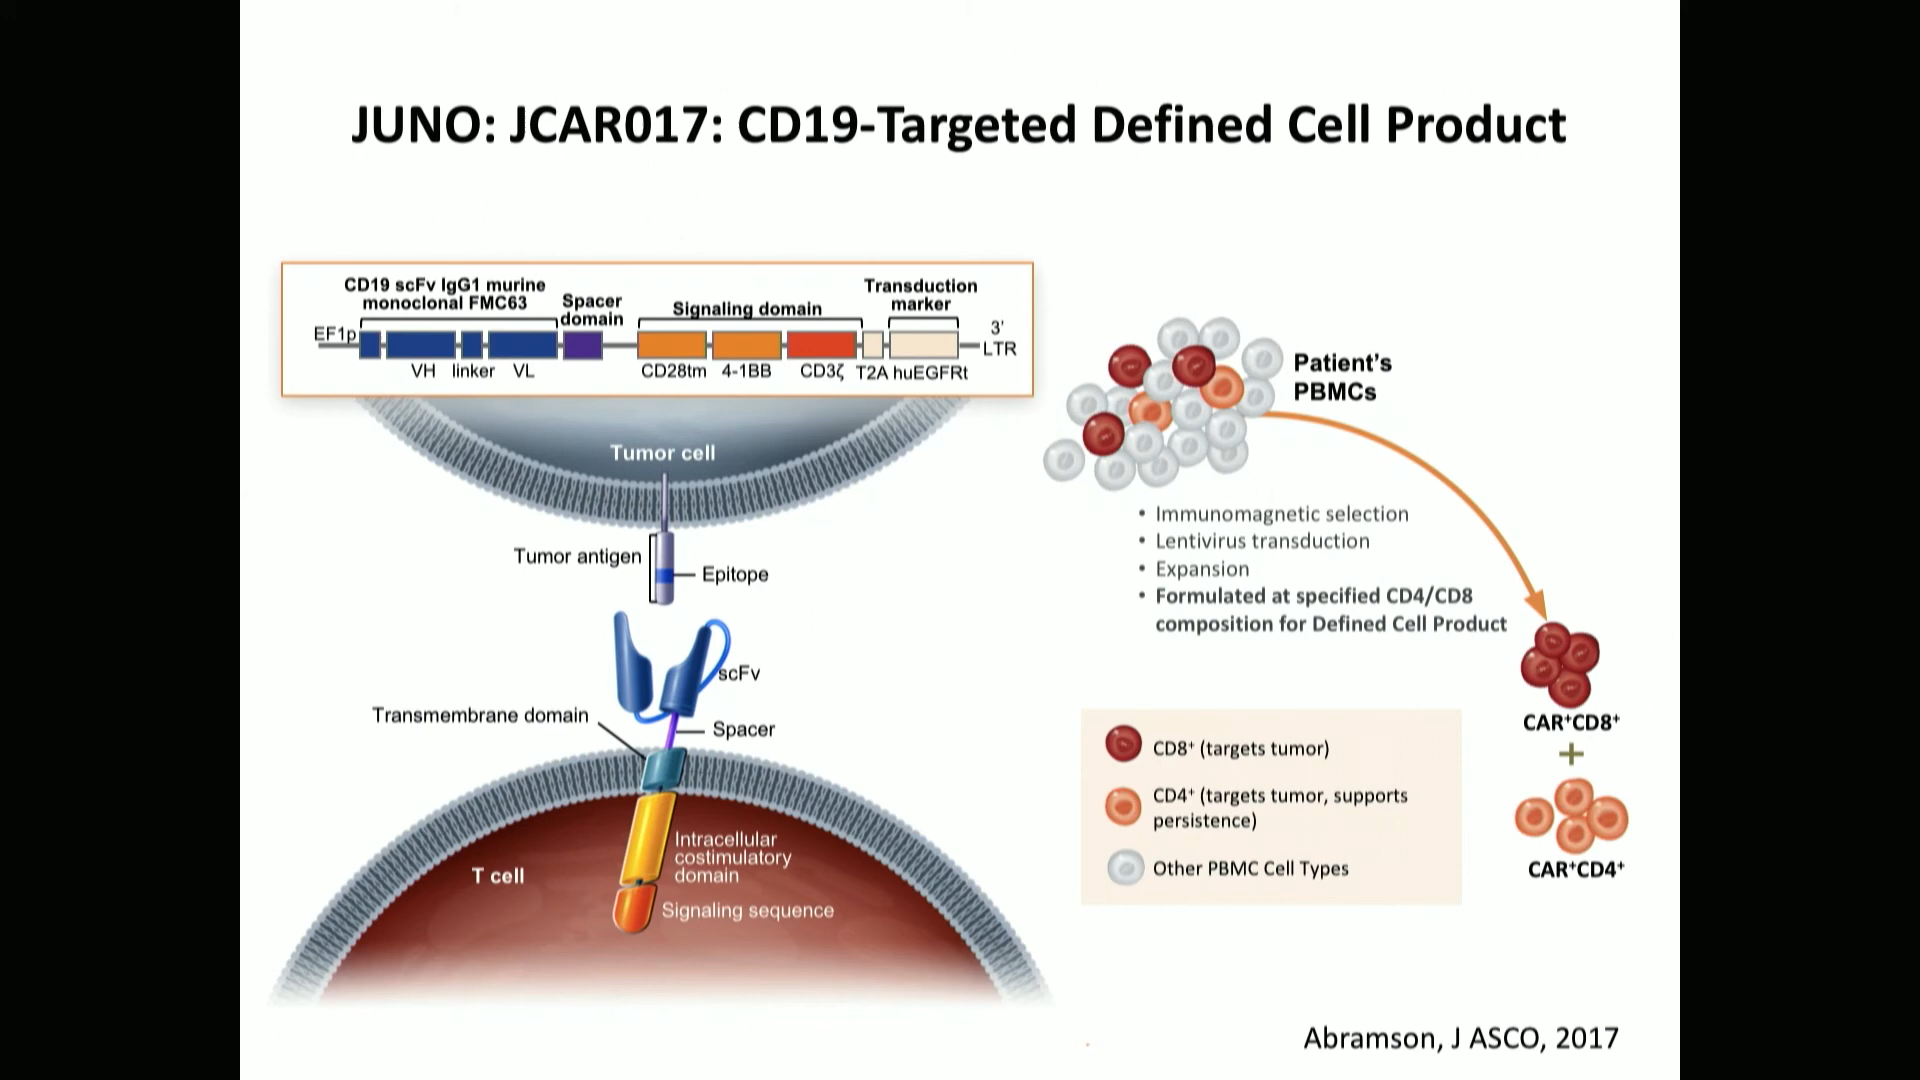 JUNO: JCAR017: CD19-Targeted Defined Cell Product
CD19 scFv IgG1 murine
monoclonal FMC63
Spacer
domain
Signaling domain
Transduction
marker
EF1p
3'
LTR
VH linker VL
CD28tm 4-1BB CD3ζ T2A huEGFRt
Tumor cell
Tumor antigen
Epitope
scFv
Transmembrane domain
Spacer
Intracellular
costimulatory
domain
T cell
Signaling sequence
Patient's
PBMCs
• Immunomagnetic selection
• Lentivirus transduction
• Expansion
• Formulated at specified CD4/CD8
composition for Defined Cell Product
CAR⁺CD8⁺
+
CAR⁺CD4⁺
CD8⁺ (targets tumor)
CD4⁺ (targets tumor, supports
persistence)
Other PBMC Cell Types
Abramson, J ASCO, 2017